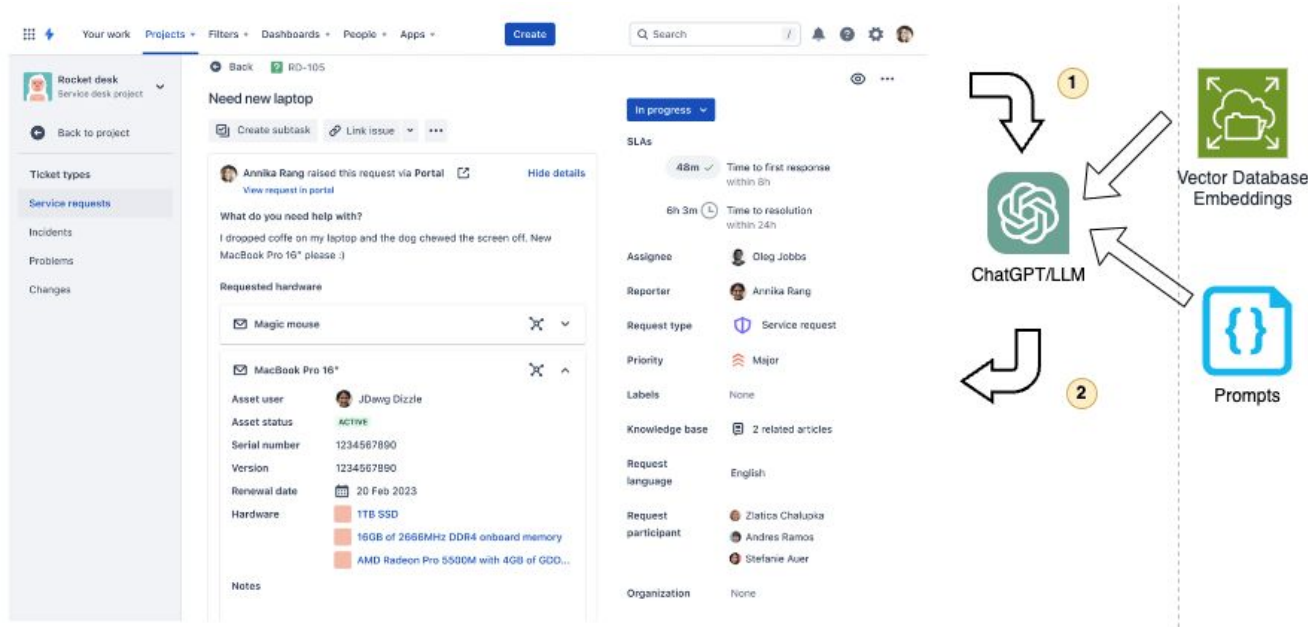 Your work Projects Filters Dashboards People Apps Create Search /
Rocket desk
Service desk project
Back to project
Ticket types
Service requests
Incidents
Problems
Changes
Back RD-105
Need new laptop
Create subtask Link issue
Annika Rang raised this request via Portal Hide details
View request in portal
What do you need help with?
I dropped coffe on my laptop and the dog chewed the screen off. New
MacBook Pro 16" please :)
Requested hardware
Magic mouse
MacBook Pro 16"
Asset user JDawg Dizzle
Asset status ACTIVE
Serial number 1234567890
Version 1234567890
Renewal date 20 Feb 2023
Hardware 1TB SSD
16GB of 2666MHz DDR4 onboard memory
AMD Radeon Pro 5500M with 4GB of GDD...
Notes
In progress
SLAs
48m Time to first response
within 8h
6h 3m Time to resolution
within 24h
Assignee Oleg Jobbs
Reporter Annika Rang
Request type Service request
Priority Major
Labels None
Knowledge base 2 related articles
Request
language English
Request
participant
Zlatica Chalupka
Andres Ramos
Stefanie Auer
Organization None
1
ChatGPT/LLM
2
Vector Database
Embeddings
{}
Prompts